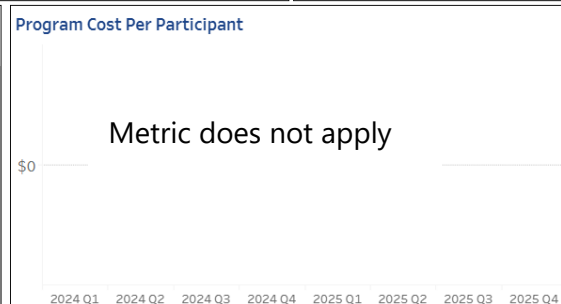 Program Cost Per Participant
Metric does not apply
$0
2024 Q1 2024 Q2 2024 Q3 2024 Q4 2025 Q1 2025 Q2 2025 Q3 2025 Q4